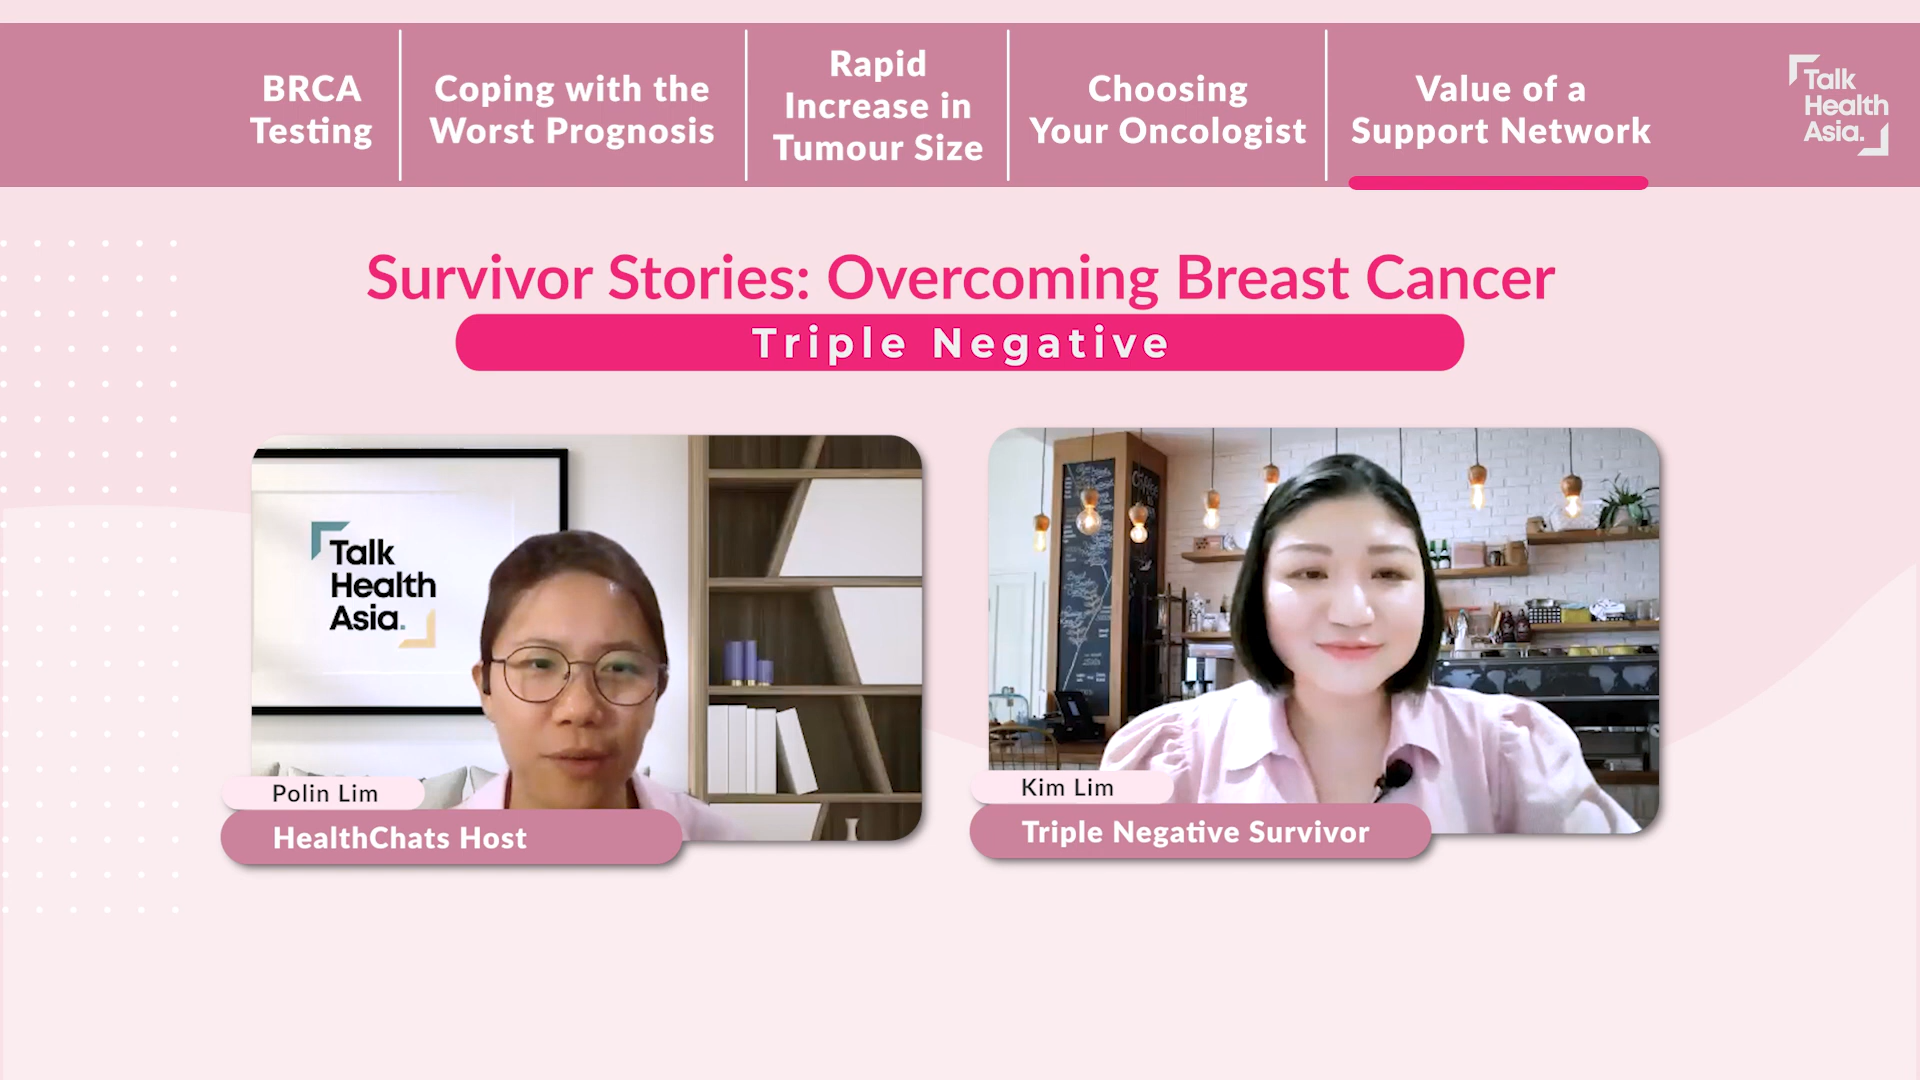 BRCA
Testing
Coping with the
Worst Prognosis
Rapid
Increase in
Tumour Size
Choosing
Your Oncologist
Value of a
Support Network
Talk
Health
Asia.
Survivor Stories: Overcoming Breast Cancer
Triple Negative
Talk
Health
Asia.
Polin Lim
HealthChats Host
Kim Lim
Triple Negative Survivor